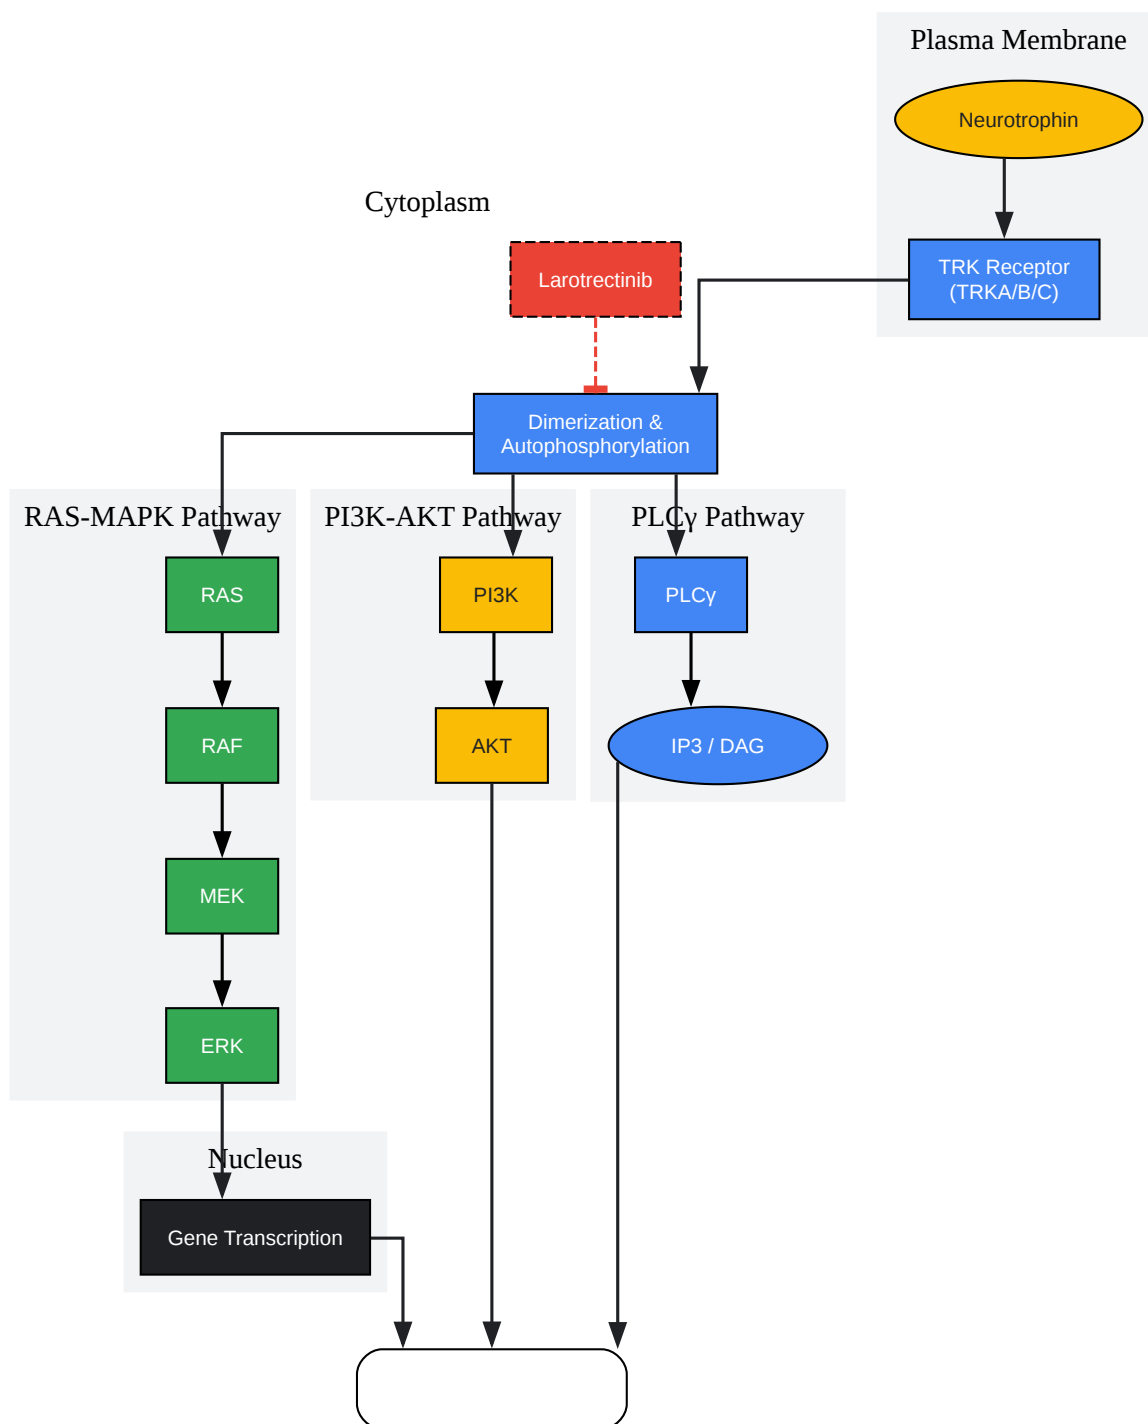 Plasma Membrane
Neurotrophin
Cytoplasm
Larotrectinib
TRK Receptor
(TRKA/B/C)
Dimerization &
Autophosphorylation
RAS-MAPK Pathway
PI3K-AKT Pathway
PLCγ Pathway
RAS
PI3K
PLCγ
RAF
AKT
IP3 / DAG
MEK
ERK
Nucleus
Gene Transcription